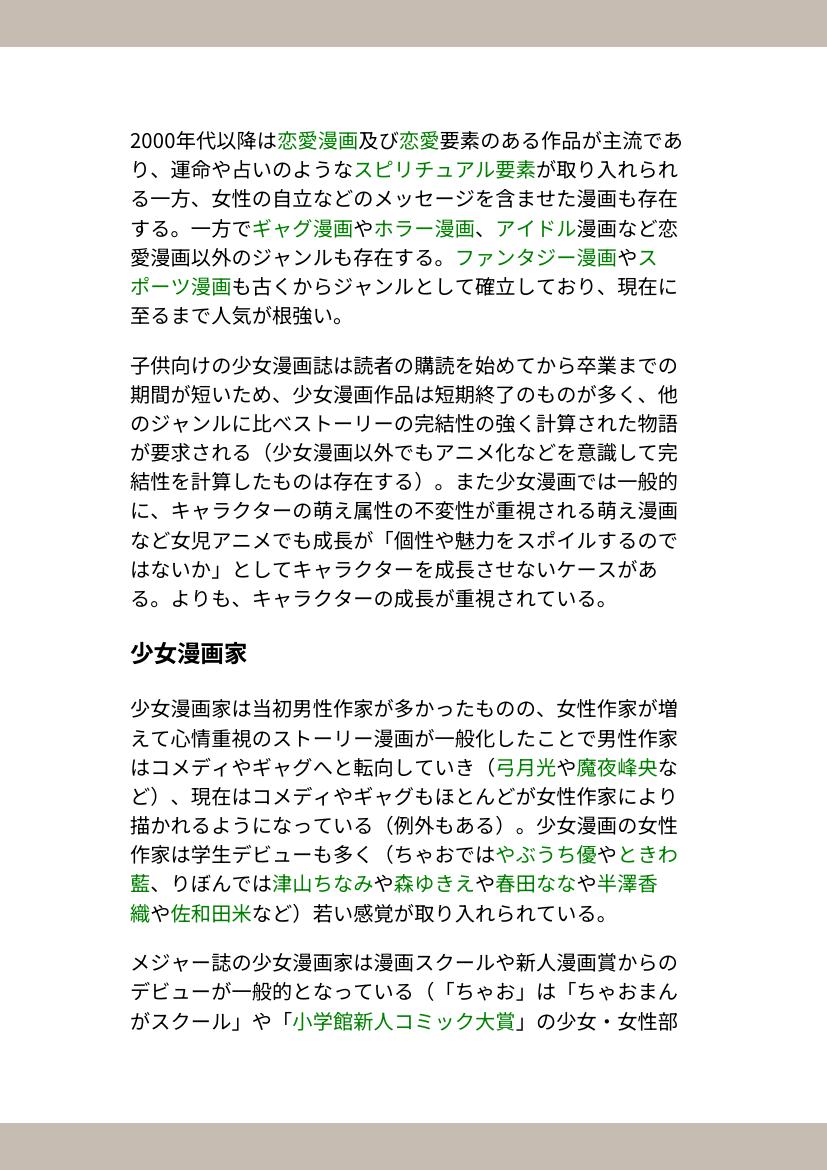 2000年代以降は恋愛漫画及び恋愛要素のある作品が主流であ
り、運命や占いのようなスピリチュアル要素が取り入れられ
る一方、女性の自立などのメッセージを含ませた漫画も存在
する。一方でギャグ漫画やホラー漫画、アイドル漫画など恋
愛漫画以外のジャンルも存在する。ファンタジー漫画やス
ポーツ漫画も古くからジャンルとして確立しており、現在に
至るまで人気が根強い。
子供向けの少女漫画誌は読者の購読を始めてから卒業までの
期間が短いため、少女漫画作品は短期終了のものが多く、他
のジャンルに比べストーリーの完結性の強く計算された物語
が要求される（少女漫画以外でもアニメ化などを意識して完
結性を計算したものは存在する）。また少女漫画では一般的
に、キャラクターの萌え属性の不変性が重視される萌え漫画
など女児アニメでも成長が「個性や魅力をスポイルするので
はないか」としてキャラクターを成長させないケースがあ
る。よりも、キャラクターの成長が重視されている。
少女漫画家
少女漫画家は当初男性作家が多かったものの、女性作家が増
えて心情重視のストーリー漫画が一般化したことで男性作家
はコメディやギャグへと転向していき（弓月光や魔夜峰央な
ど）、現在はコメディやギャグもほとんどが女性作家により
描かれるようになっている（例外もある）。少女漫画の女性
作家は学生デビューも多く（ちゃおではやぶうち優やときわ
藍、りぼんでは津山ちなみや森ゆきえや春田ななや半澤香
織や佐和田米など）若い感覚が取り入れられている。
メジャー誌の少女漫画家は漫画スクールや新人漫画賞からの
デビューが一般的となっている（「ちゃお」は「ちゃおまん
がスクール」や「小学館新人コミック大賞」の少女・女性部